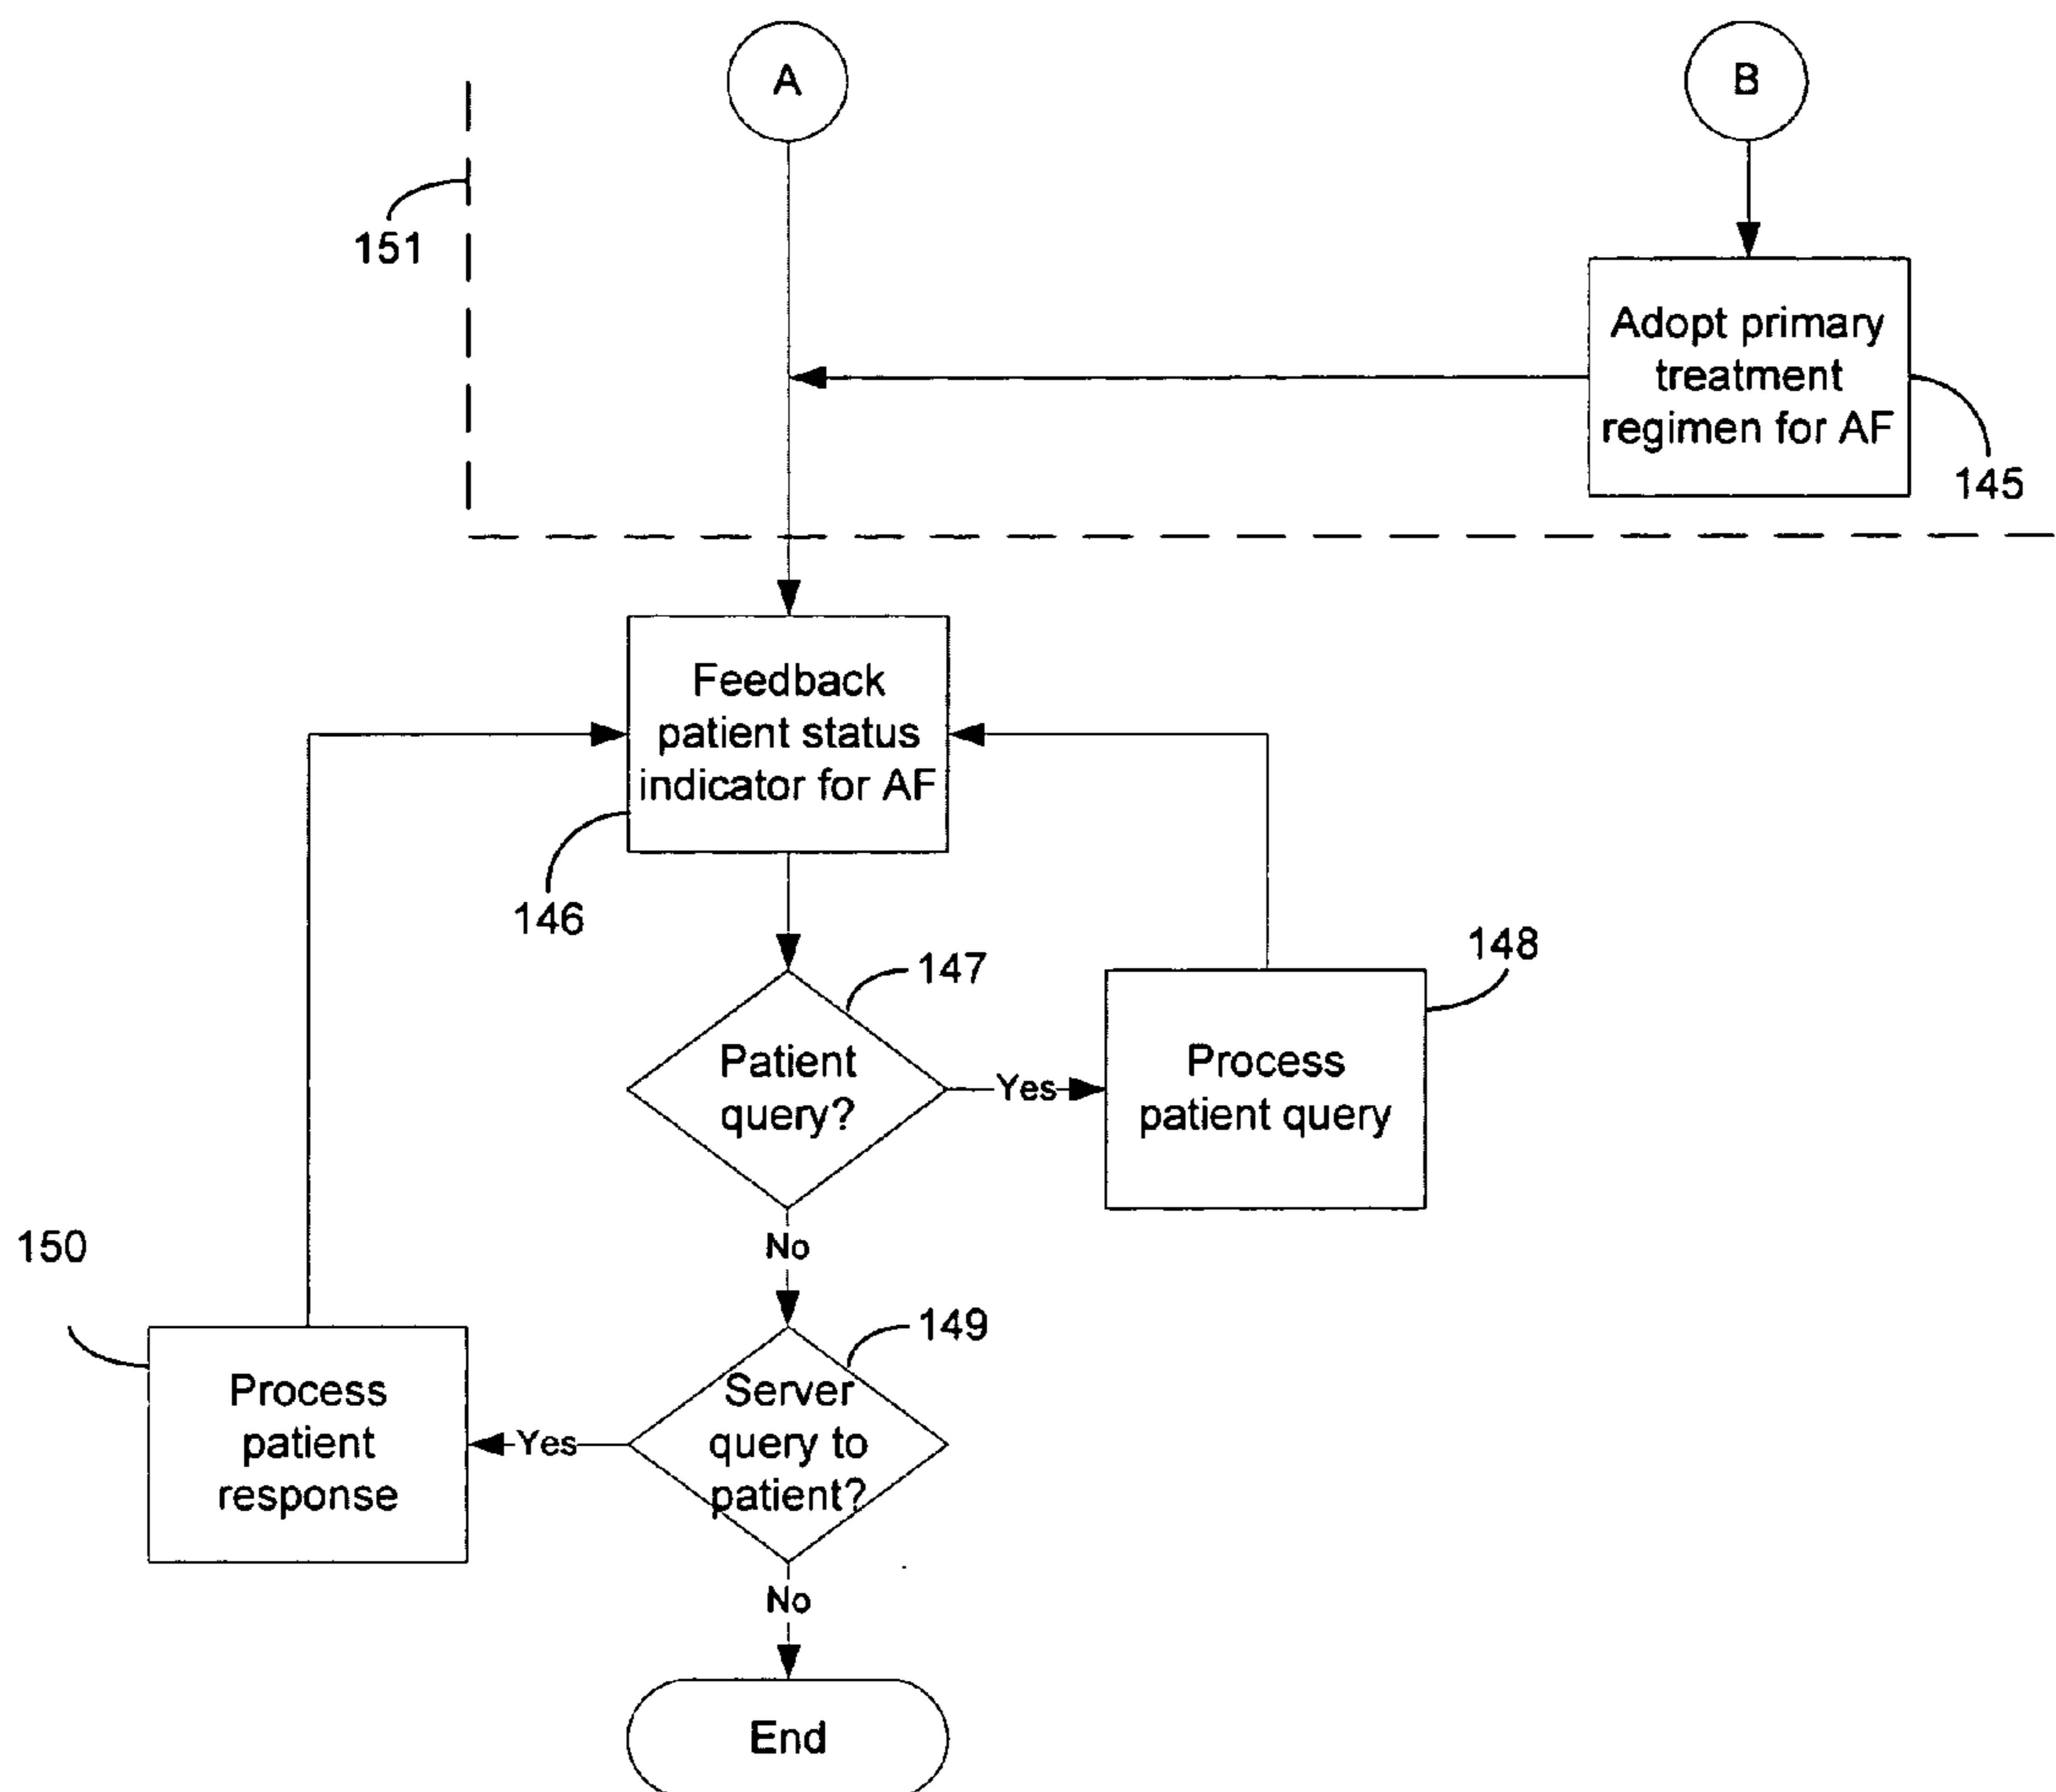 A
B
151
Adopt primary
treatment
regimen for AF
145
Feedback
patient status
indicator for AF
146
147
148
Patient
query?
Yes
Process
patient query
No
150
149
Process
patient
response
Yes
Server
query to
patient?
No
End